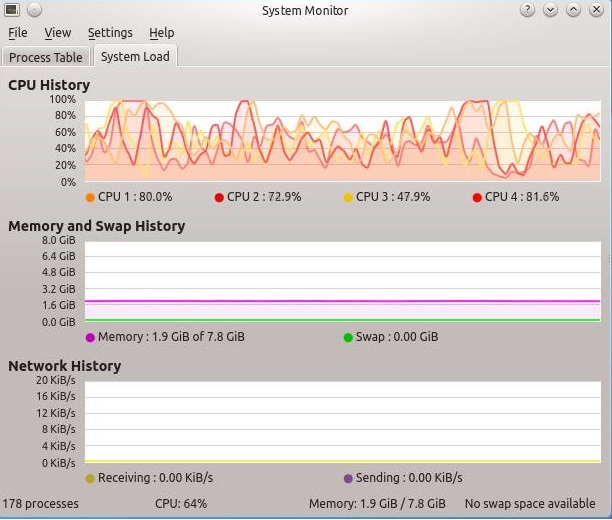 System Monitor
File View Settings Help
Process Table System Load
CPU History
100%
80%
60%
40%
20%
0%
CPU 1 : 80.0% CPU 2 : 72.9% CPU 3 : 47.9% CPU 4 : 81.6%
Memory and Swap History
8.0 GiB
6.4 GiB
4.8 GiB
3.2 GiB
1.6 GiB
0.0 GiB
Memory : 1.9 GiB of 7.8 GiB Swap : 0.00 GiB
Network History
20 KiB/s
16 KiB/s
12 KiB/s
8 KiB/s
4 KiB/s
0 KiB/s
Receiving : 0.00 KiB/s Sending : 0.00 KiB/s
178 processes CPU: 64% Memory: 1.9 GiB / 7.8 GiB No swap space available